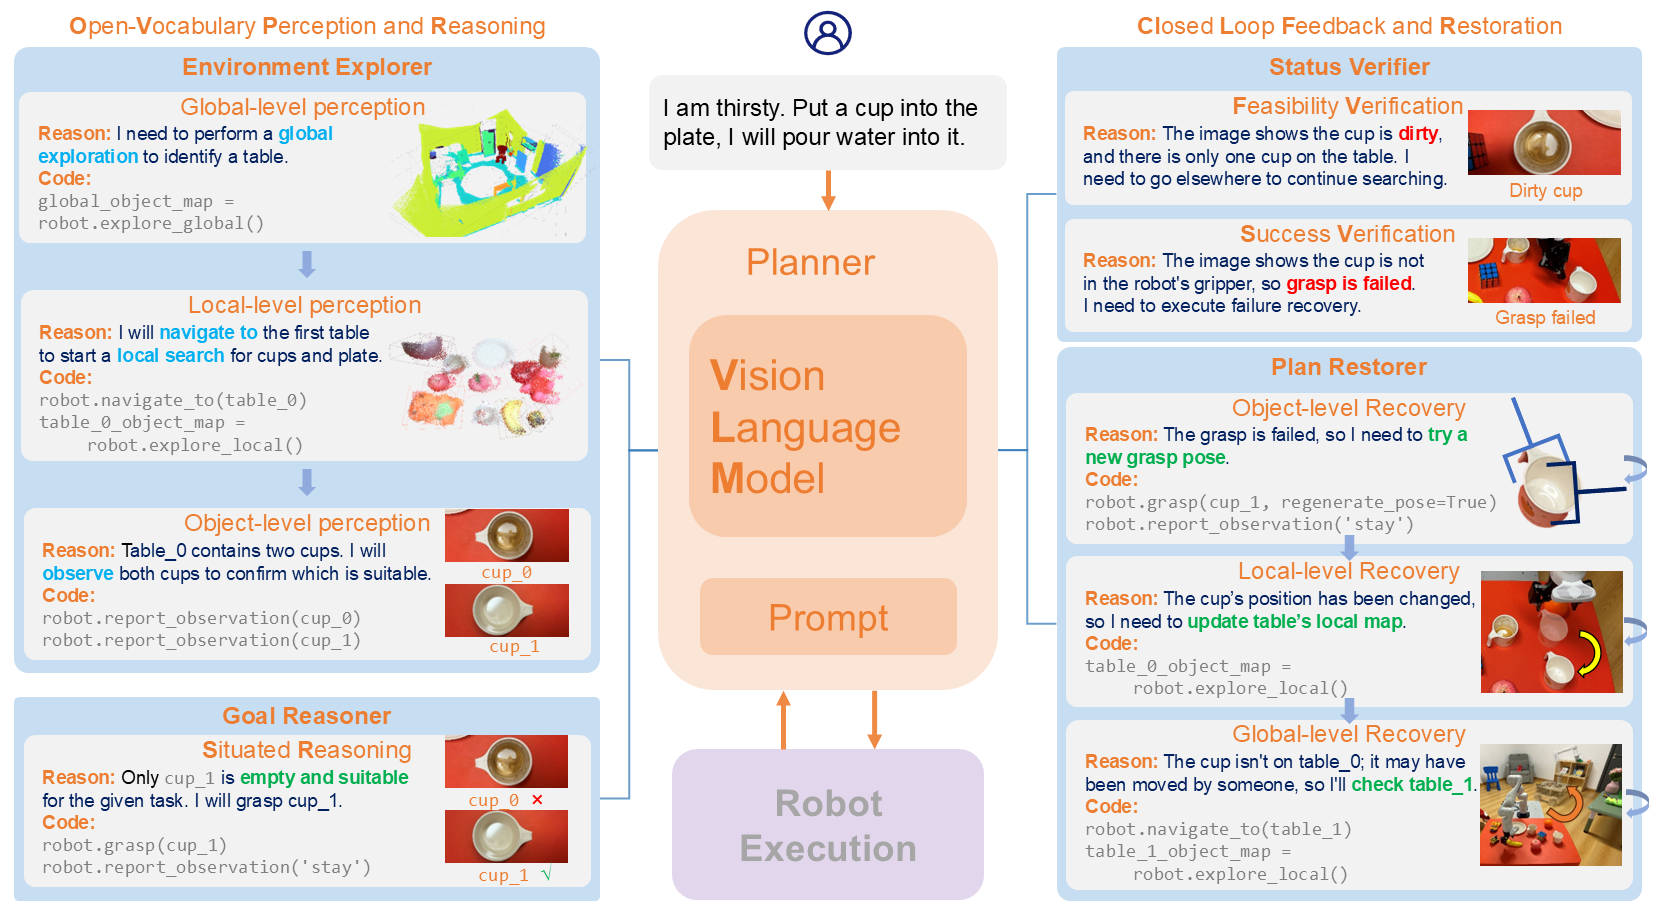 Open-Vocabulary Perception and Reasoning
Environment Explorer
Global-level perception
Reason: I need to perform a global
exploration to identify a table.
Code:
global_object_map =
robot.explore_global()
Local-level perception
Reason: I will navigate to the first table
to start a local search for cups and plate.
Code:
robot.navigate_to(table_0)
table_0_object_map =
robot.explore_local()
Object-level perception
Reason: Table_0 contains two cups. I will
observe both cups to confirm which is suitable.
Code:
robot.report_observation(cup_0)
robot.report_observation(cup_1)
cup_0
cup_1
Goal Reasoner
Situated Reasoning
Reason: Only cup_1 is empty and suitable
for the given task. I will grasp cup_1.
Code:
robot.grasp(cup_1)
robot.report_observation('stay')
cup_0 ×
cup_1 √
I am thirsty. Put a cup into the
plate, I will pour water into it.
Planner
Vision
Language
Model
Prompt
Robot
Execution
Closed Loop Feedback and Restoration
Status Verifier
Feasibility Verification
Reason: The image shows the cup is dirty,
and there is only one cup on the table. I
need to go elsewhere to continue searching.
Dirty cup
Success Verification
Reason: The image shows the cup is not
in the robot's gripper, so grasp is failed.
I need to execute failure recovery.
Grasp failed
Plan Restorer
Object-level Recovery
Reason: The grasp is failed, so I need to try a
new grasp pose.
Code:
robot.grasp(cup_1, regenerate_pose=True)
robot.report_observation('stay')
Local-level Recovery
Reason: The cup's position has been changed,
so I need to update table's local map.
Code:
table_0_object_map =
robot.explore_local()
Global-level Recovery
Reason: The cup isn't on table_0; it may have
been moved by someone, so I'll check table_1.
Code:
robot.navigate_to(table_1)
table_1_object_map =
robot.explore_local()